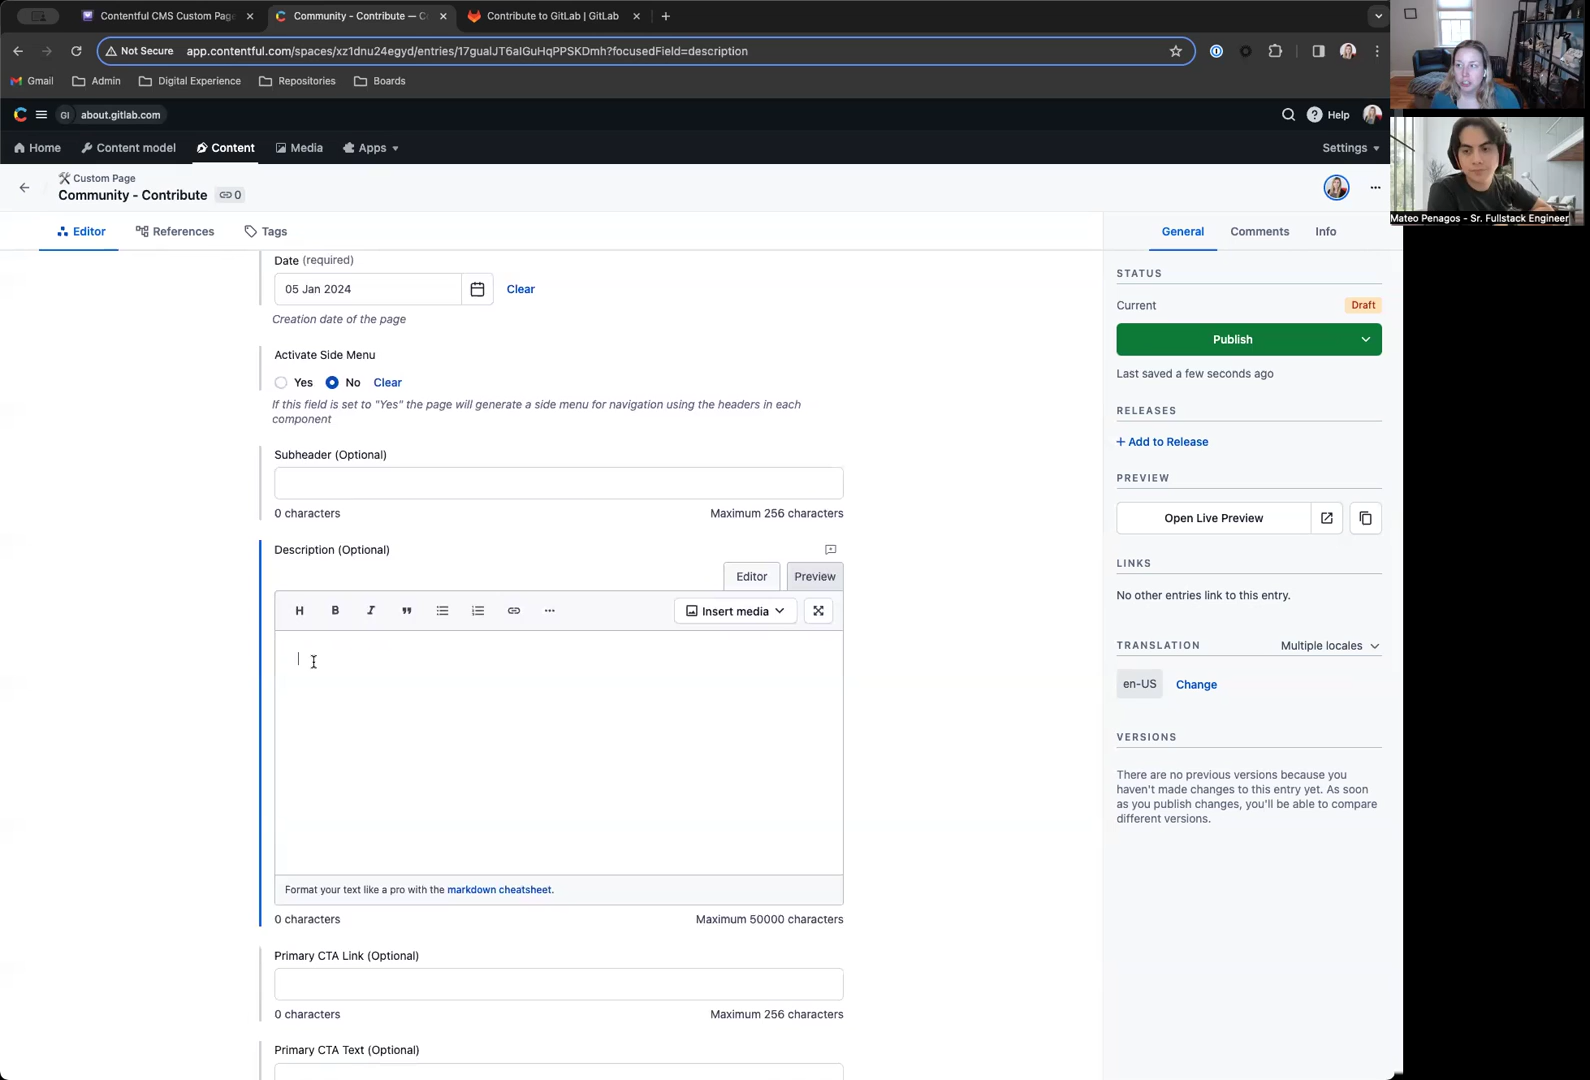 Contentful CMS Custom Page
Community - Contribute — C
Contribute to GitLab | GitLab
Not Secure
app.contentful.com/spaces/xz1dnu24egyd/entries/17gualJT6alGuHqPPSKDmh?focusedField=description
Gmail
Admin
Digital Experience
Repositories
Boards
GI
about.gitlab.com
Help
Home
Content model
Content
Media
Apps
Settings
Custom Page
Community - Contribute
0
Mateo Penagos - Sr. Fullstack Engineer
Editor
References
Tags
General
Comments
Info
Date (required)
05 Jan 2024
Clear
Creation date of the page
Activate Side Menu
Yes
No
Clear
If this field is set to "Yes" the page will generate a side menu for navigation using the headers in each
component
Subheader (Optional)
0 characters
Maximum 256 characters
Description (Optional)
Editor
Preview
H
B
I
Insert media
Format your text like a pro with the markdown cheatsheet.
0 characters
Maximum 50000 characters
Primary CTA Link (Optional)
0 characters
Maximum 256 characters
Primary CTA Text (Optional)
STATUS
Current
Draft
Publish
Last saved a few seconds ago
RELEASES
+ Add to Release
PREVIEW
Open Live Preview
LINKS
No other entries link to this entry.
TRANSLATION
Multiple locales
en-US
Change
VERSIONS
There are no previous versions because you
haven't made changes to this entry yet. As soon
as you publish changes, you'll be able to compare
different versions.